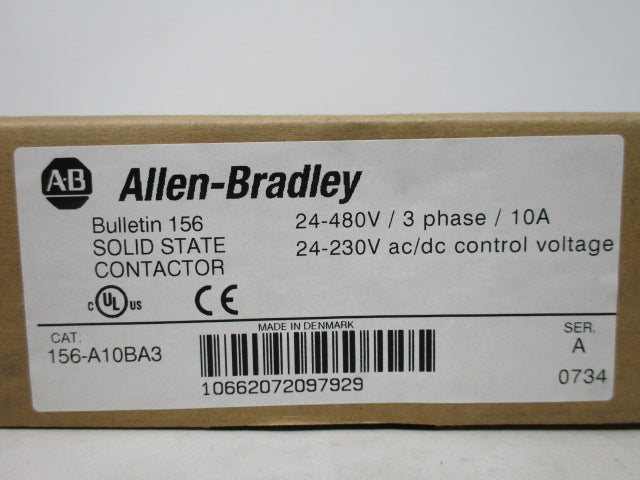 A-B Allen-Bradley
Bulletin 156 24-480V / 3 phase / 10A
SOLID STATE 24-230V ac/dc control voltage
CONTACTOR
c UL us CE
MADE IN DENMARK
CAT. SER.
156-A10BA3 A
10662072097929 0734